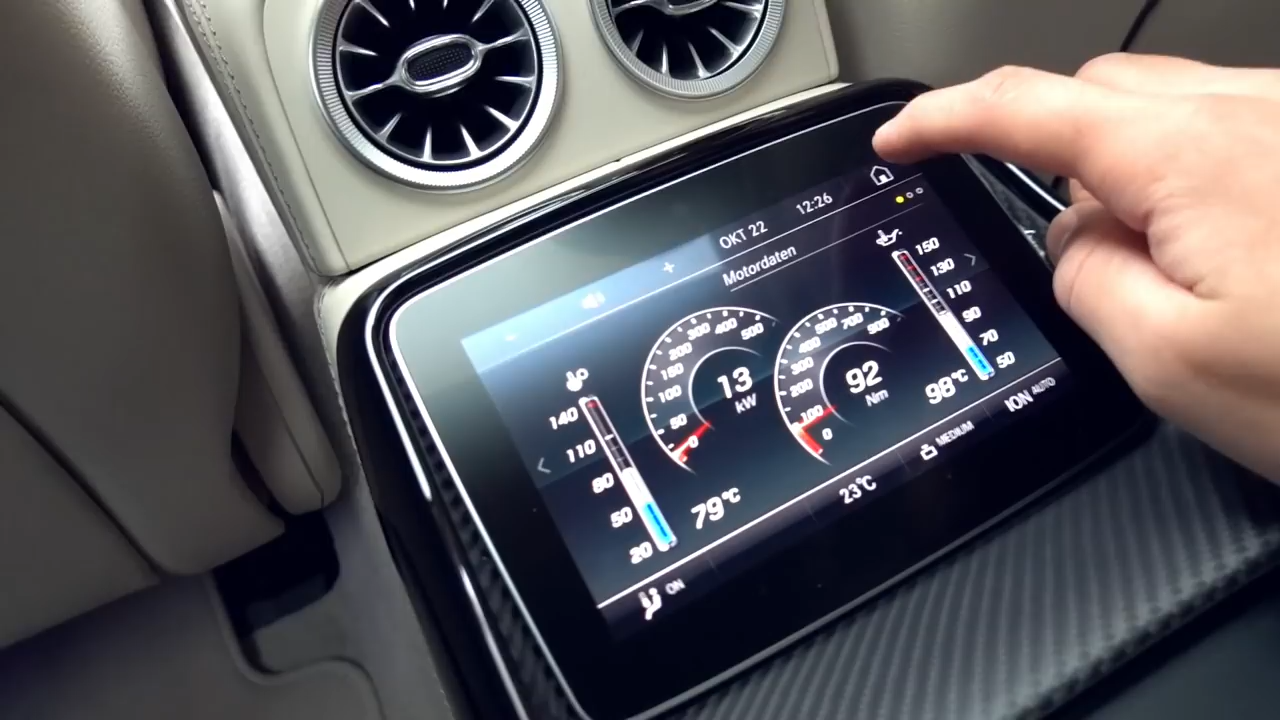 OKT 22 12:26
Motordaten
140
110
80
50
20
79°C
0
50
100
150
200
300
400
500
13
kW
0
100
200
300
400
500
700
900
92
Nm
150
130
110
90
70
50
98°C
ON
23°C
MEDIUM
ION AUTO